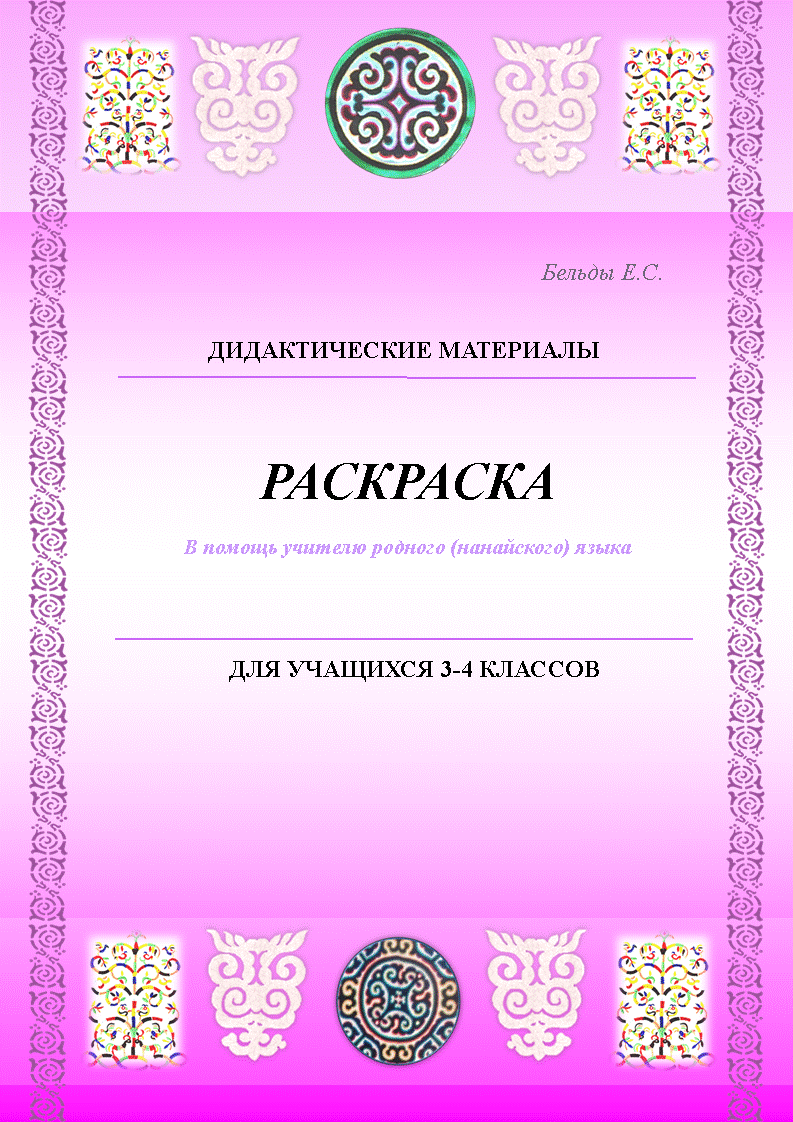 Бельды Е.С.
ДИДАКТИЧЕСКИЕ МАТЕРИАЛЫ
РАСКРАСКА
В помощь учителю родного (нанайского) языка
ДЛЯ УЧАЩИХСЯ 3-4 КЛАССОВ